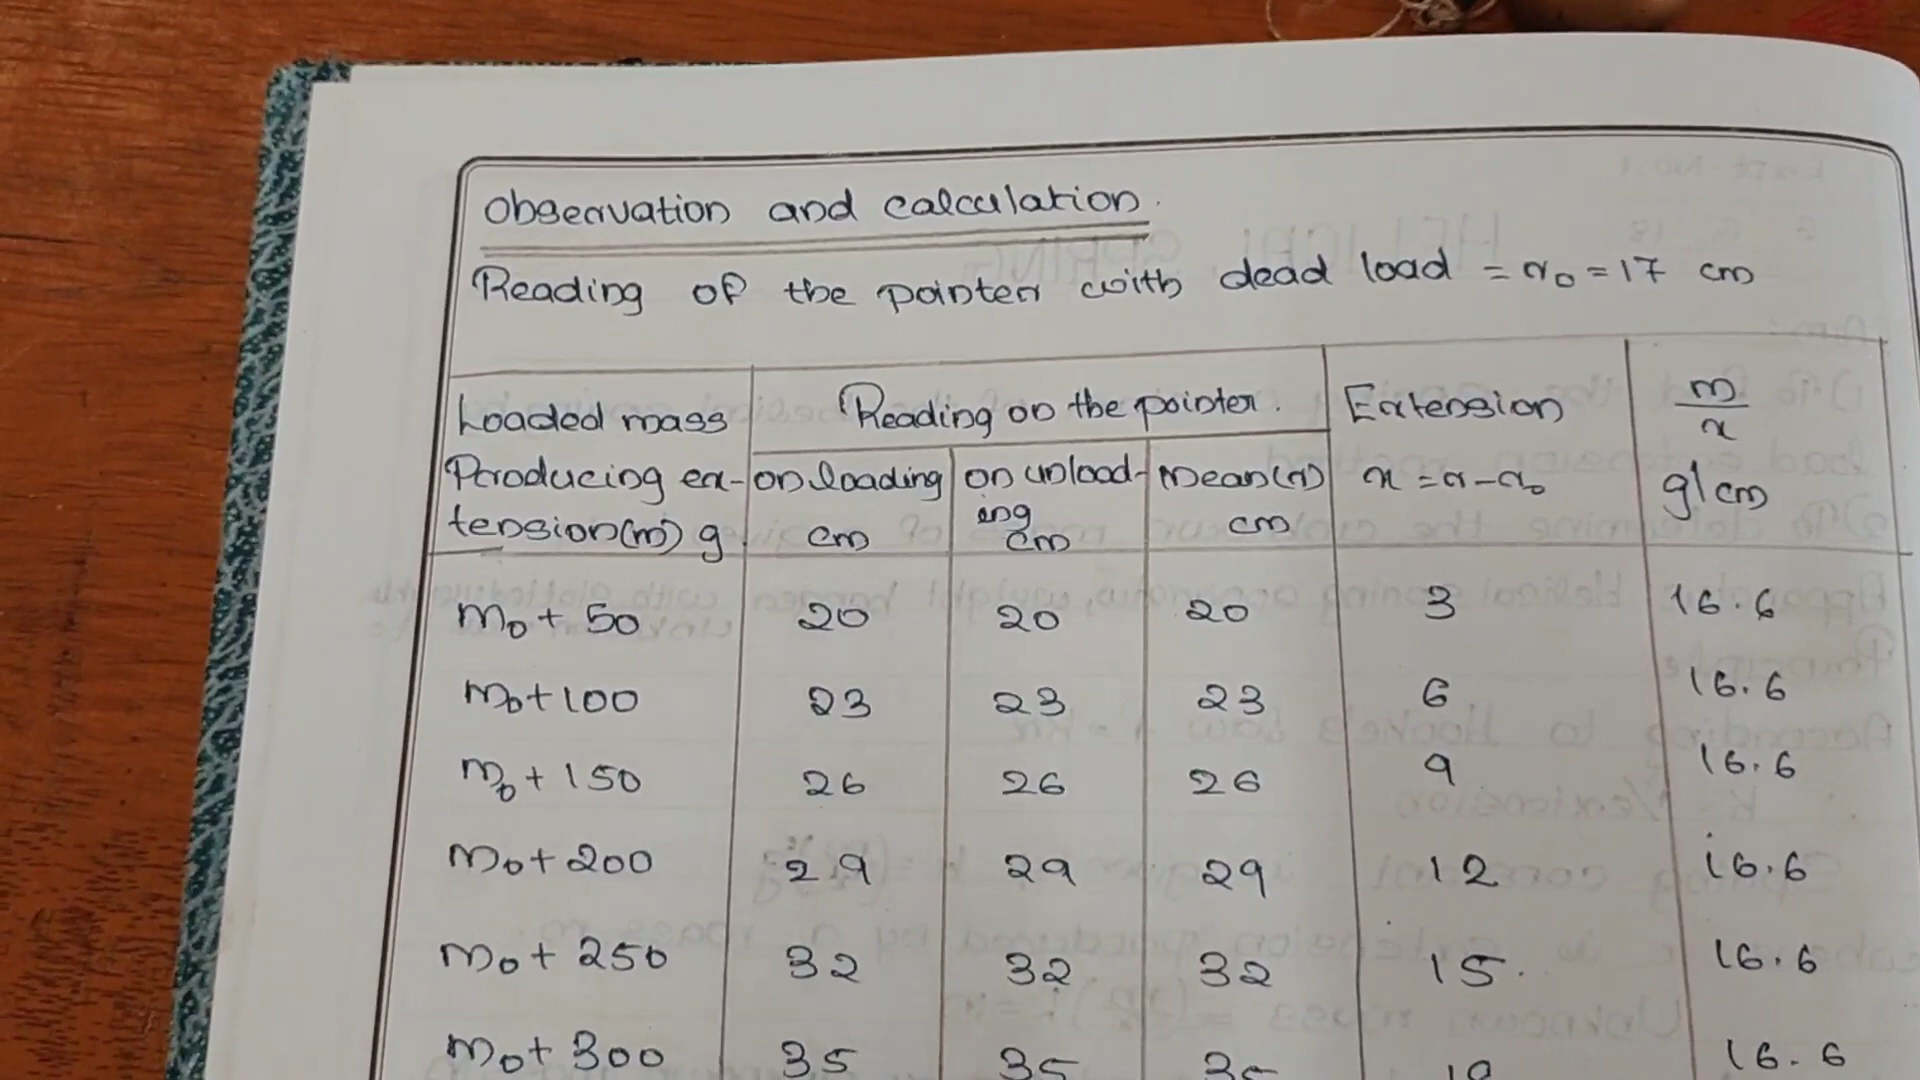 Observation and calculation.
Reading of the pointer with dead load = r₀ = 17 cm
Loaded mass Producing extension(m) g | Reading on the pointer. | Extension x = r - r₀ | m/x g/cm
on loading cm | on unloading cm | Mean(r) cm
m₀ + 50 20 20 20 3 16.6
m₀ + 100 23 23 23 6 16.6
m₀ + 150 26 26 26 9 16.6
m₀ + 200 29 29 29 12 16.6
m₀ + 250 32 32 32 15. 16.6
m₀ + 300 35 35 35 18 16.6